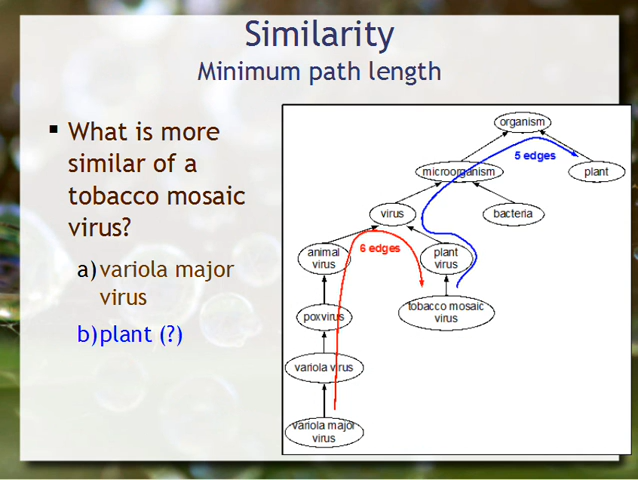 Similarity
Minimum path length
What is more
similar of a
tobacco mosaic
virus?
a) variola major
virus
b) plant (?)
organism
5 edges
microorganism
plant
virus
bacteria
6 edges
animal
virus
plant
virus
poxvirus
tobacco mosaic
virus
variola virus
variola major
virus